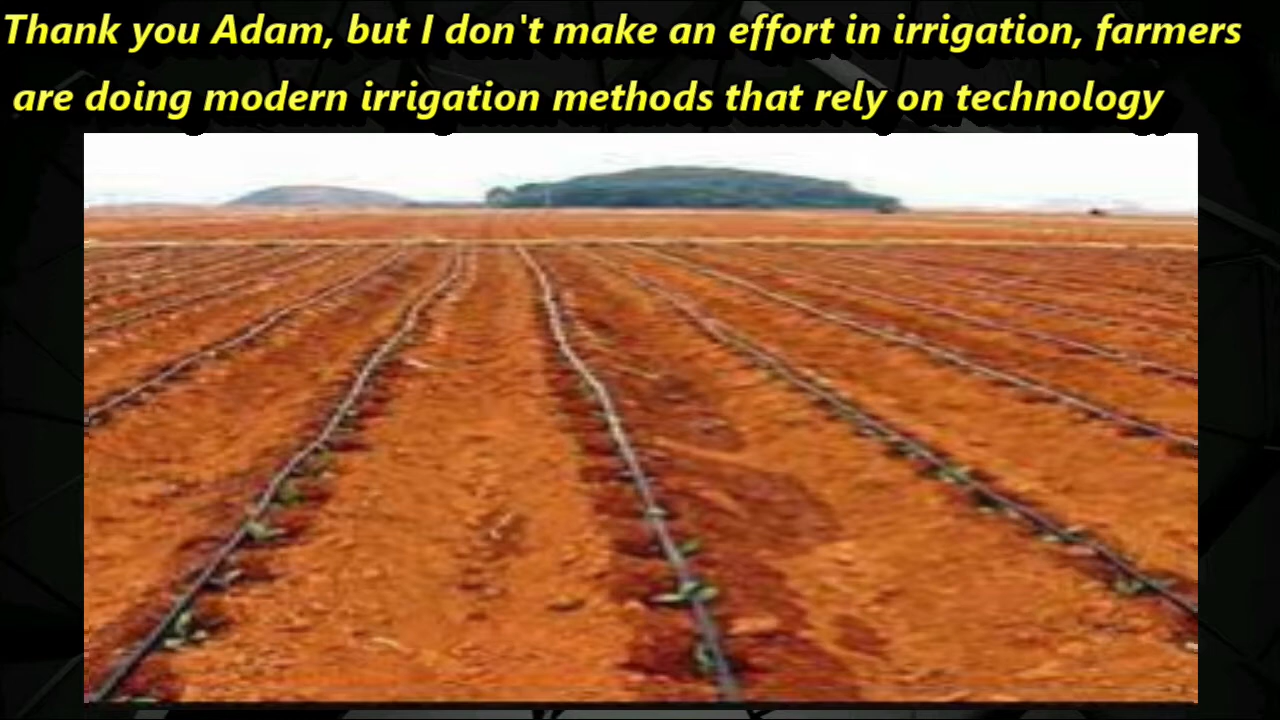 Thank you Adam, but I don't make an effort in irrigation, farmers
are doing modern irrigation methods that rely on technology